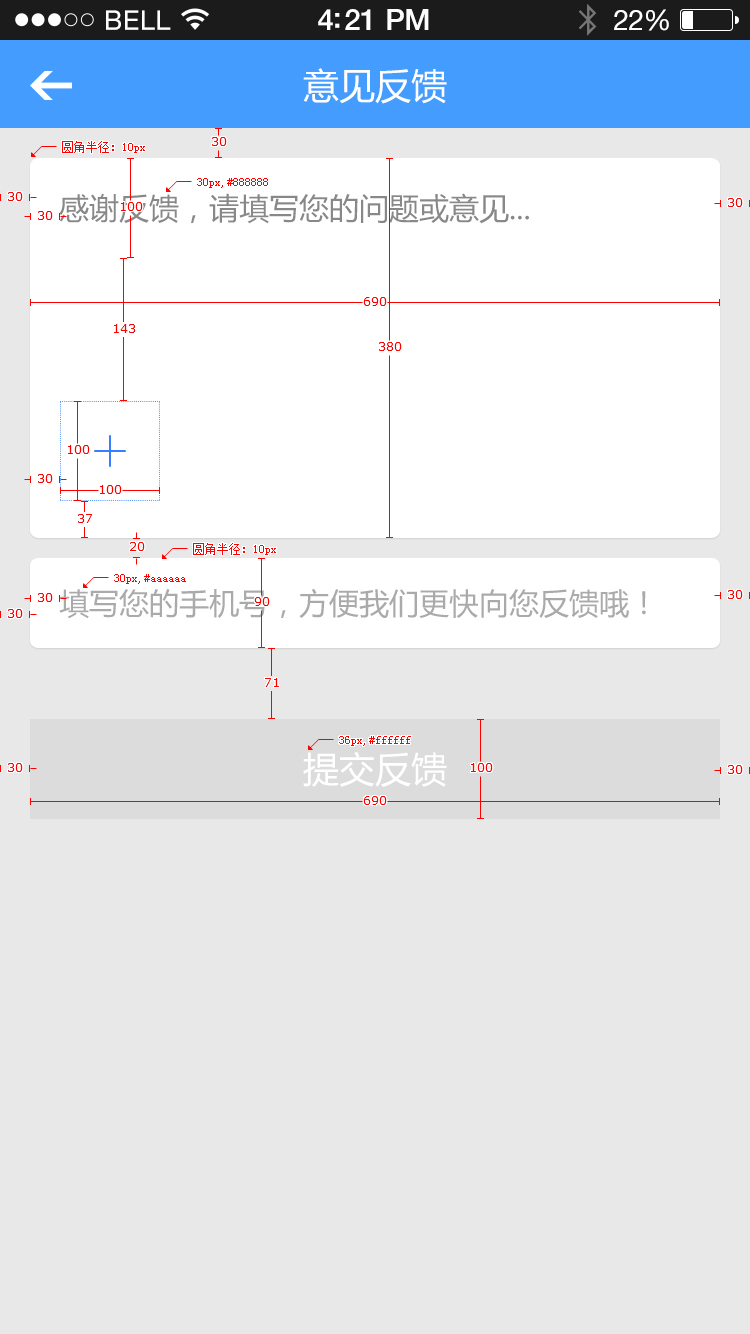 BELL 4:21 PM 22%
意见反馈
30
圆角半径：10px
30px, #888888
30
30
100
30
感谢反馈，请填写您的问题或意见...
690
143
380
100
30
100
37
20
圆角半径：10px
30px, #aaaaaa
30
90
30
30
填写您的手机号，方便我们更快向您反馈哦！
71
36px, #ffffff
30
提交反馈
100
30
690